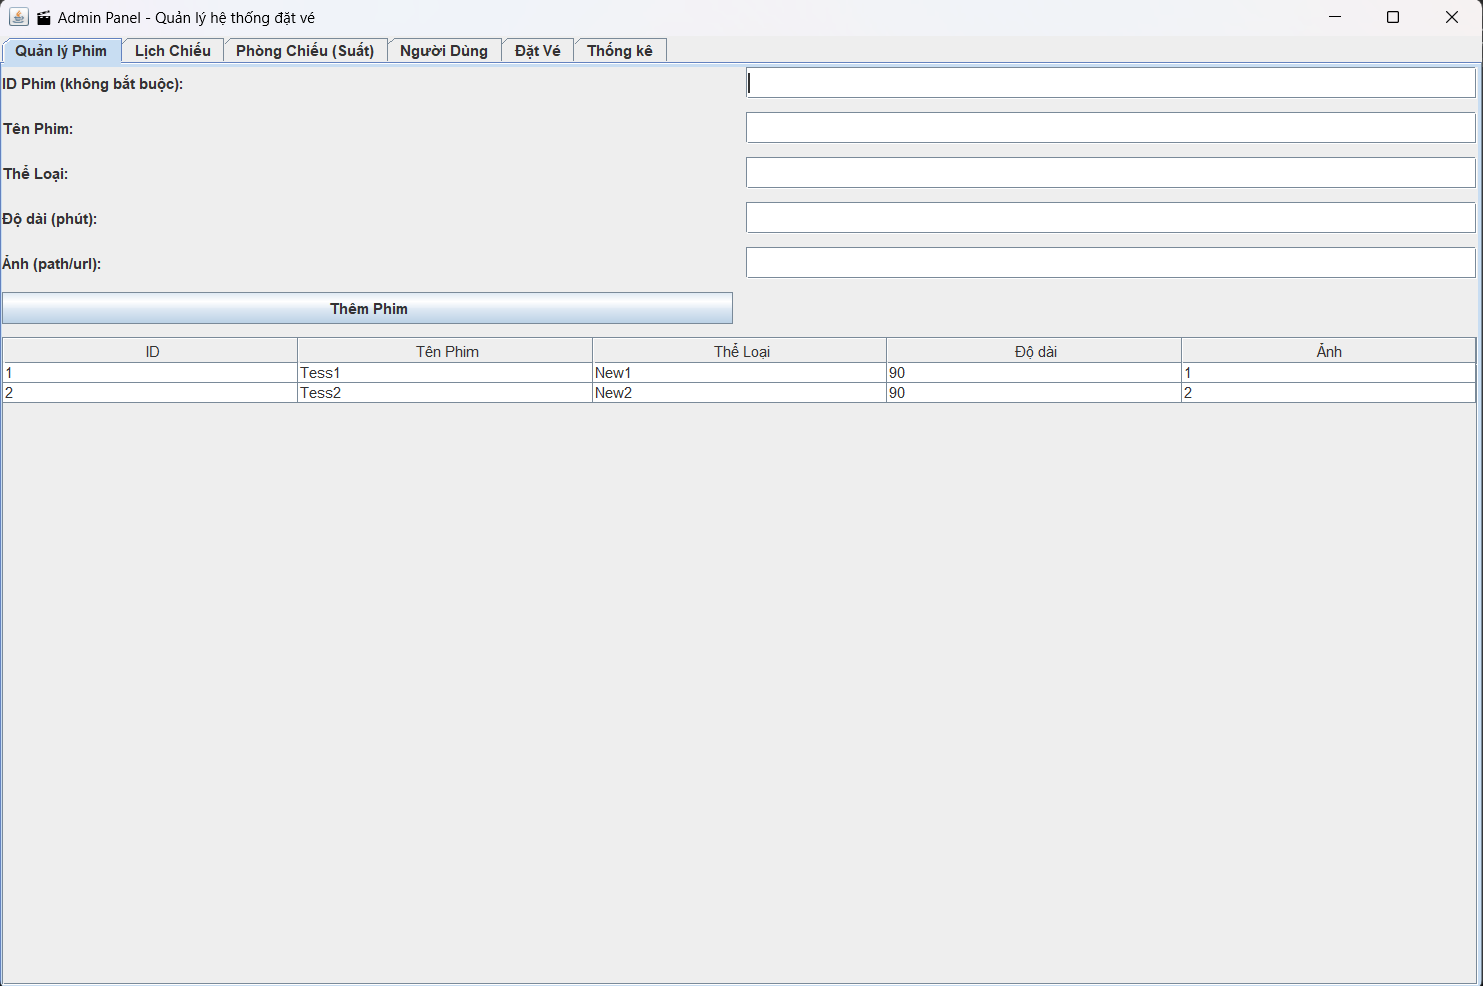 Admin Panel - Quản lý hệ thống đặt vé
Quản lý Phim Lịch Chiếu Phòng Chiếu (Suất) Người Dùng Đặt Vé Thống kê
ID Phim (không bắt buộc):
Tên Phim:
Thể Loại:
Độ dài (phút):
Ảnh (path/url):
Thêm Phim
ID Tên Phim Thể Loại Độ dài Ảnh
1 Tess1 New1 90 1
2 Tess2 New2 90 2